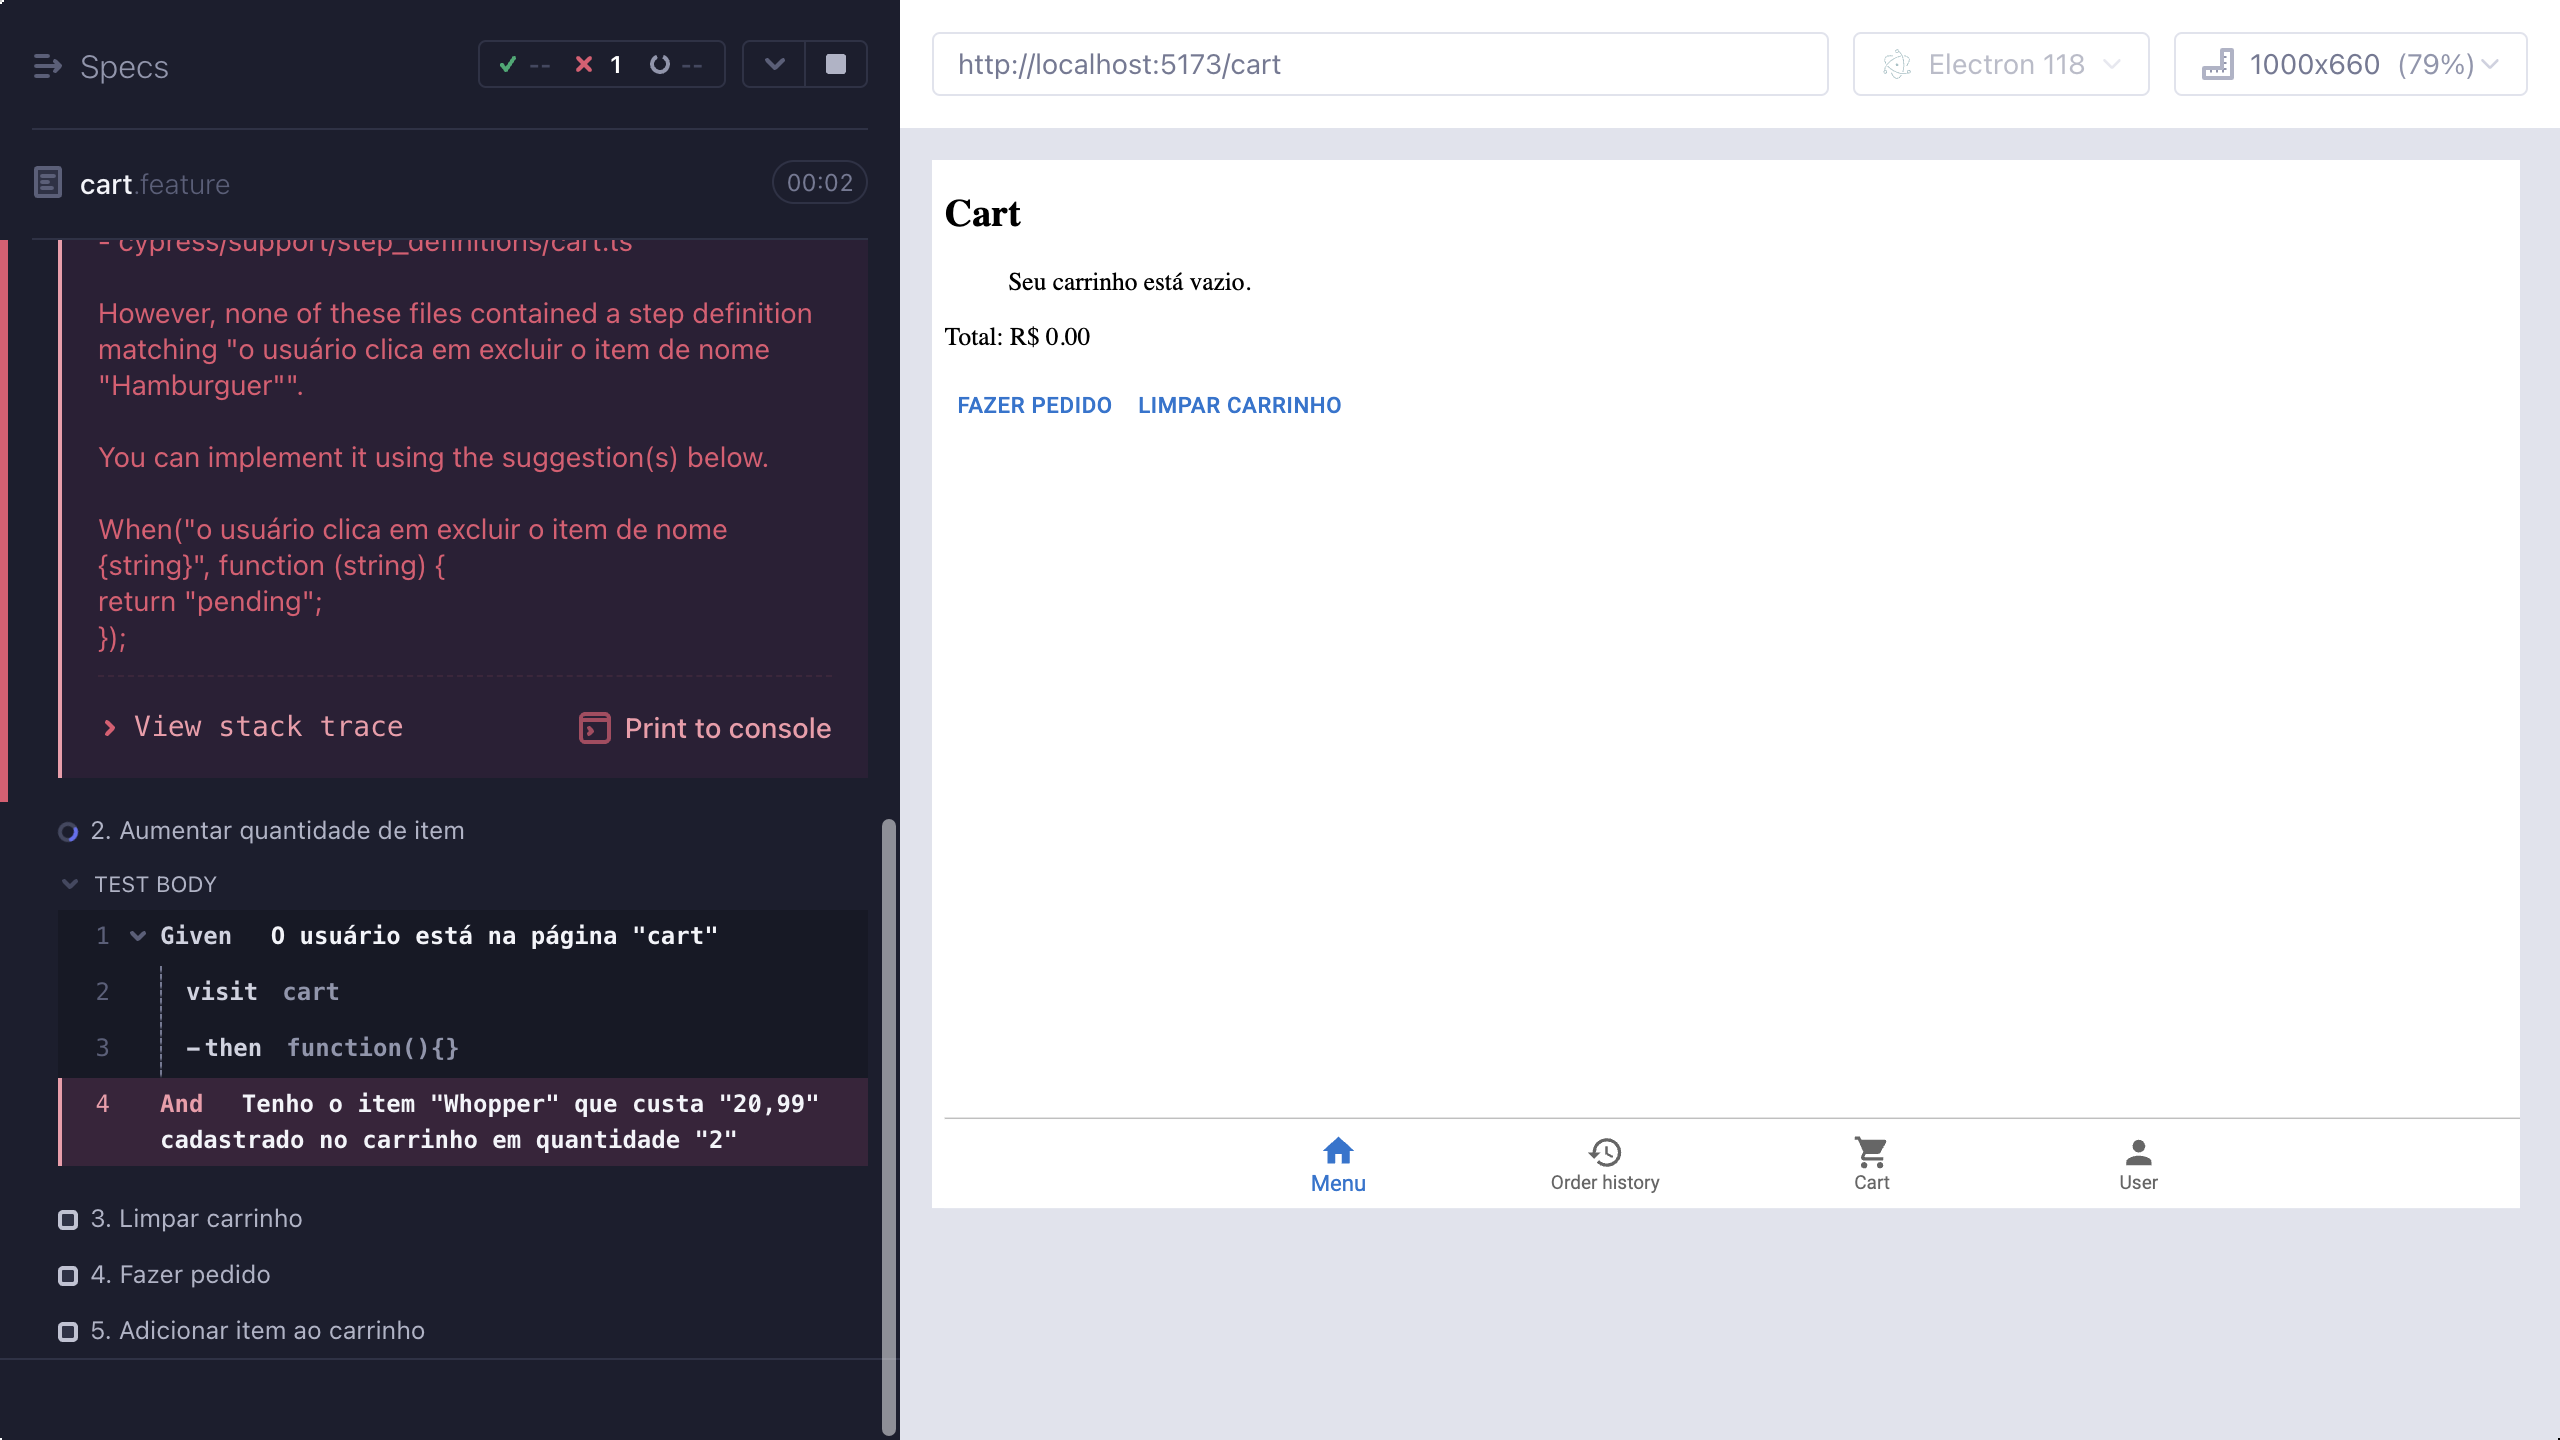 Specs
-- 1 --
cart.feature 00:02
- cypress/support/step_definitions/cart.ts
However, none of these files contained a step definition
matching "o usuário clica em excluir o item de nome
"Hamburguer"".
You can implement it using the suggestion(s) below.
When("o usuário clica em excluir o item de nome
{string}", function (string) {
return "pending";
});
View stack trace
Print to console
2. Aumentar quantidade de item
TEST BODY
1 Given O usuário está na página "cart"
2 visit cart
3 -then function(){}
4 And Tenho o item "Whopper" que custa "20,99"
cadastrado no carrinho em quantidade "2"
3. Limpar carrinho
4. Fazer pedido
5. Adicionar item ao carrinho
http://localhost:5173/cart
Electron 118
1000x660 (79%)
Cart
Seu carrinho está vazio.
Total: R$ 0.00
FAZER PEDIDO LIMPAR CARRINHO
Menu
Order history
Cart
User